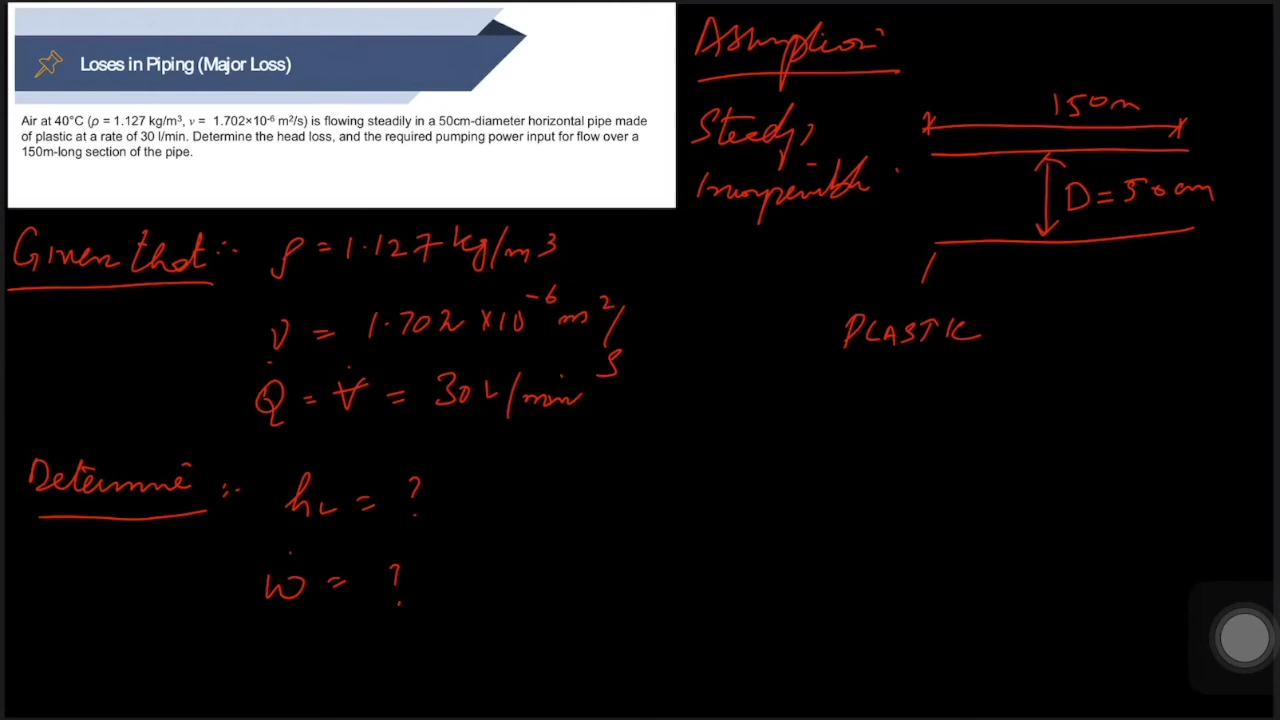 Loses in Piping (Major Loss)
Air at 40°C (ρ = 1.127 kg/m³, ν = 1.702×10⁻⁶ m²/s) is flowing steadily in a 50cm-diameter horizontal pipe made
of plastic at a rate of 30 l/min. Determine the head loss, and the required pumping power input for flow over a
150m-long section of the pipe.
Given that :- ρ = 1.127 kg/m3
ν = 1.702 ×10⁻⁶ m²/s
Q̇ = V̇ = 30 L/min
Determine :- hL = ?
ẇ = ?
Assumption
Steady,
150m
D = 50cm
PLASTIC